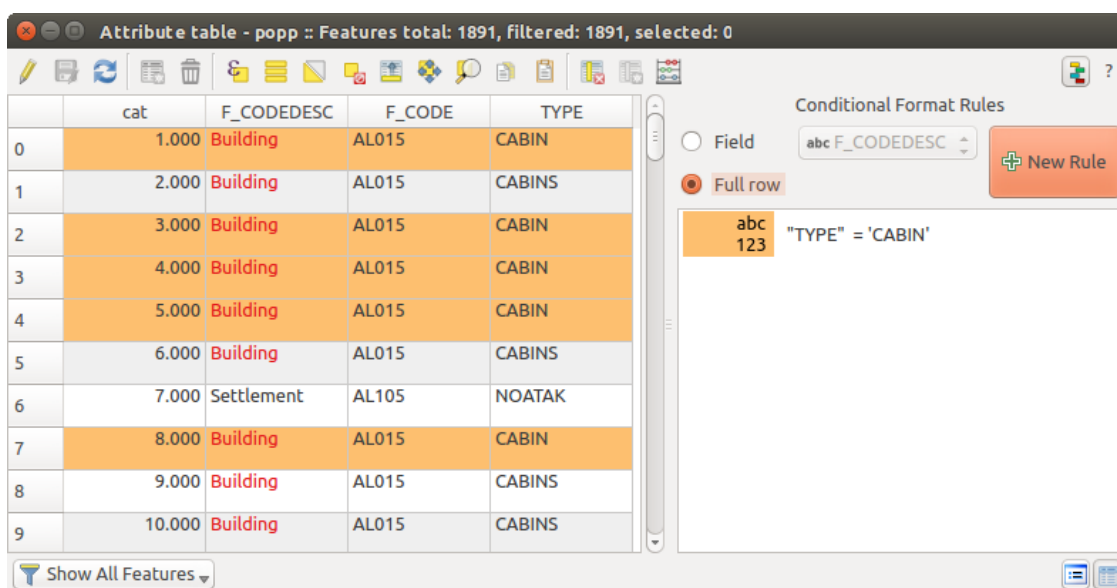 Attribute table - popp :: Features total: 1891, filtered: 1891, selected: 0
?
cat F_CODEDESC F_CODE TYPE
0 1.000 Building AL015 CABIN
1 2.000 Building AL015 CABINS
2 3.000 Building AL015 CABIN
3 4.000 Building AL015 CABIN
4 5.000 Building AL015 CABIN
5 6.000 Building AL015 CABINS
6 7.000 Settlement AL105 NOATAK
7 8.000 Building AL015 CABIN
8 9.000 Building AL015 CABINS
9 10.000 Building AL015 CABINS
Show All Features
Conditional Format Rules
Field abc F_CODEDESC
Full row
New Rule
abc
123
"TYPE" = 'CABIN'